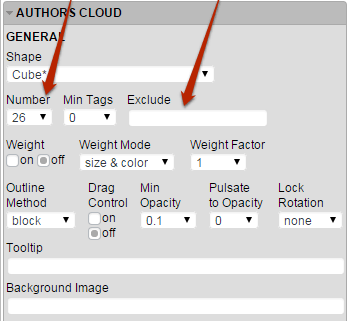 AUTHORS CLOUD
GENERAL
Shape
Cube*
Number Min Tags Exclude
26 0
Weight Weight Mode Weight Factor
on off size & color 1
Outline Drag Min Pulsate Lock
Method Control Opacity to Opacity Rotation
block on 0.1 0 none
off
Tooltip
Background Image